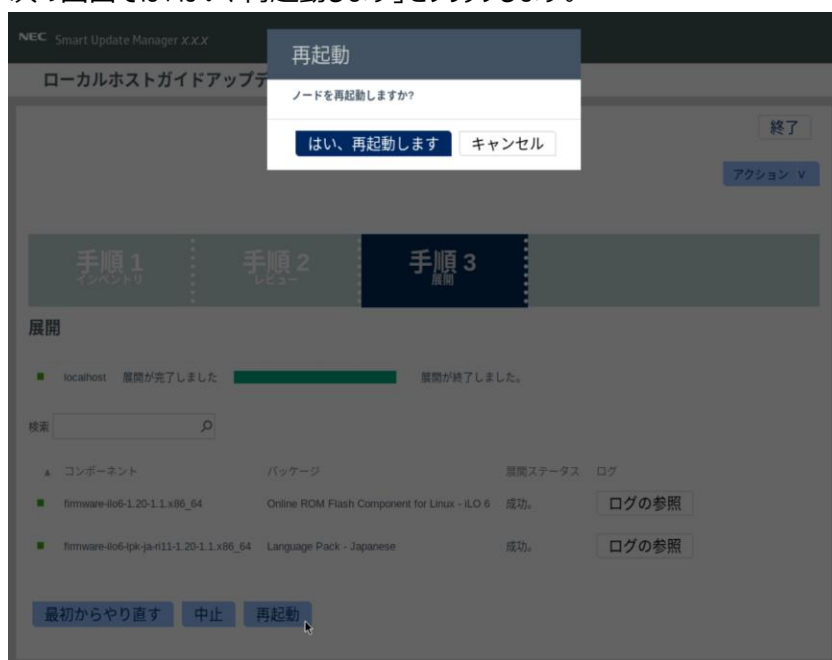 NEC Smart Update Manager X.X.X
再起動
ローカルホストガイドアップデ
ノードを再起動しますか?
はい、再起動します キャンセル
終了
アクション ∨
手順 1 手順 2 手順 3
インベントリ レビュー 展開
展開
localhost 展開が完了しました 展開が終了しました。
検索
コンポーネント パッケージ 展開ステータス ログ
firmware-ilo6-1.20-1.1.x86_64 Online ROM Flash Component for Linux - iLO 6 成功。 ログの参照
firmware-ilo6-lpk-ja-ri11-1.20-1.1.x86_64 Language Pack - Japanese 成功。 ログの参照
最初からやり直す 中止 再起動